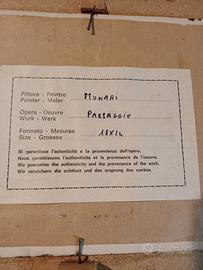 Pittore - Peintre
Painter - Maler MUNARI
Opera - Oeuvre
Work - Werk PAESAGGIO
Formato - Mesures
Size - Groesse 18X14
Si garantisce l'autenticità e la provenienza dell'opera.
Nous garantissons l'authenticité et la provenance de l'oeuvre.
We guarantee the authenticity and the provenance of the work.
Wir versichern die echtheit und den ursprung des werkes.
subito